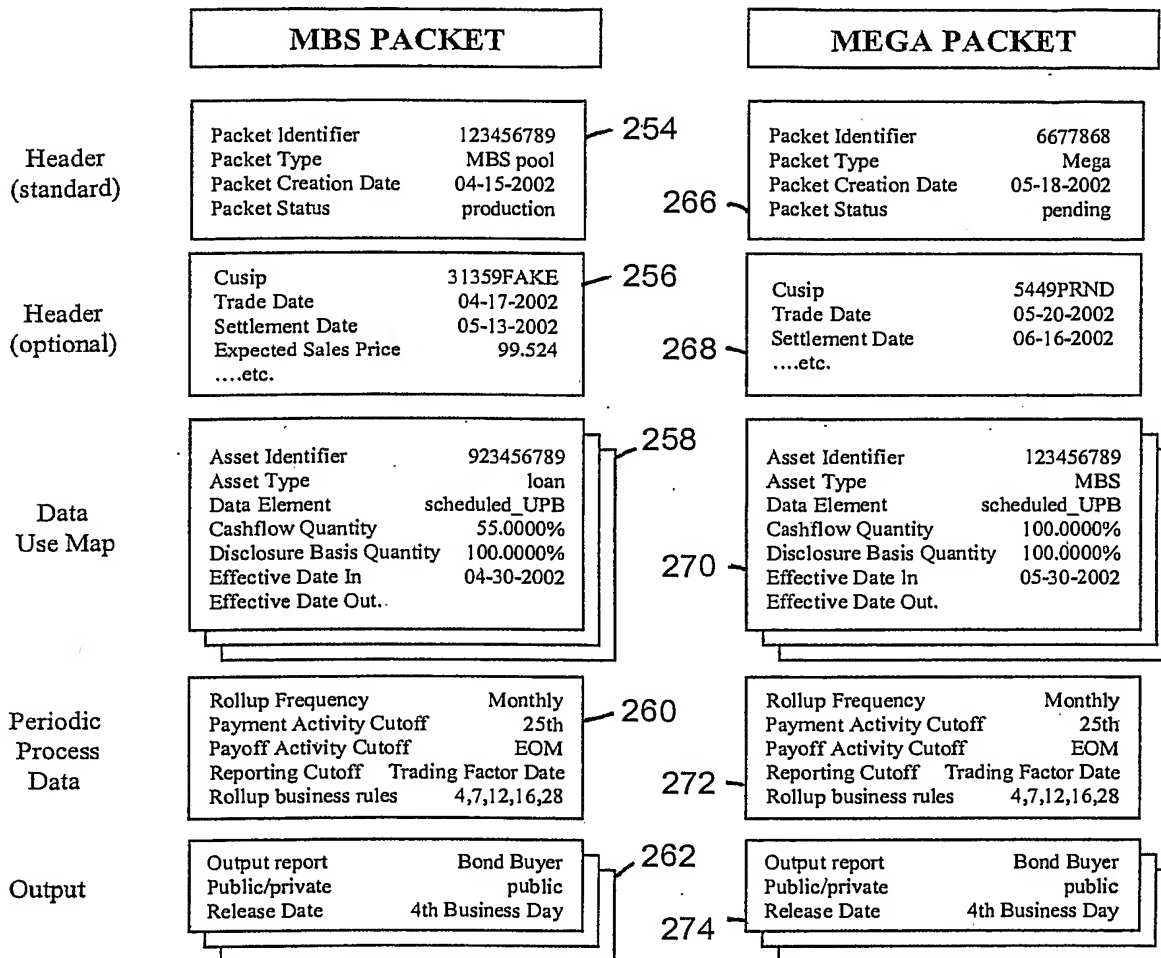 MBS PACKET
MEGA PACKET
Header
(standard)
Packet Identifier 123456789
Packet Type MBS pool
Packet Creation Date 04-15-2002
Packet Status production
254
266
Packet Identifier 6677868
Packet Type Mega
Packet Creation Date 05-18-2002
Packet Status pending
Header
(optional)
Cusip 31359FAKE
Trade Date 04-17-2002
Settlement Date 05-13-2002
Expected Sales Price 99.524
....etc.
256
268
Cusip 5449PRND
Trade Date 05-20-2002
Settlement Date 06-16-2002
....etc.
Data
Use Map
Asset Identifier 923456789
Asset Type loan
Data Element scheduled_UPB
Cashflow Quantity 55.0000%
Disclosure Basis Quantity 100.0000%
Effective Date In 04-30-2002
Effective Date Out.
258
270
Asset Identifier 123456789
Asset Type MBS
Data Element scheduled_UPB
Cashflow Quantity 100.0000%
Disclosure Basis Quantity 100.0000%
Effective Date In 05-30-2002
Effective Date Out.
Periodic
Process
Data
Rollup Frequency Monthly
Payment Activity Cutoff 25th
Payoff Activity Cutoff EOM
Reporting Cutoff Trading Factor Date
Rollup business rules 4,7,12,16,28
260
272
Rollup Frequency Monthly
Payment Activity Cutoff 25th
Payoff Activity Cutoff EOM
Reporting Cutoff Trading Factor Date
Rollup business rules 4,7,12,16,28
Output
Output report Bond Buyer
Public/private public
Release Date 4th Business Day
262
274
Output report Bond Buyer
Public/private public
Release Date 4th Business Day